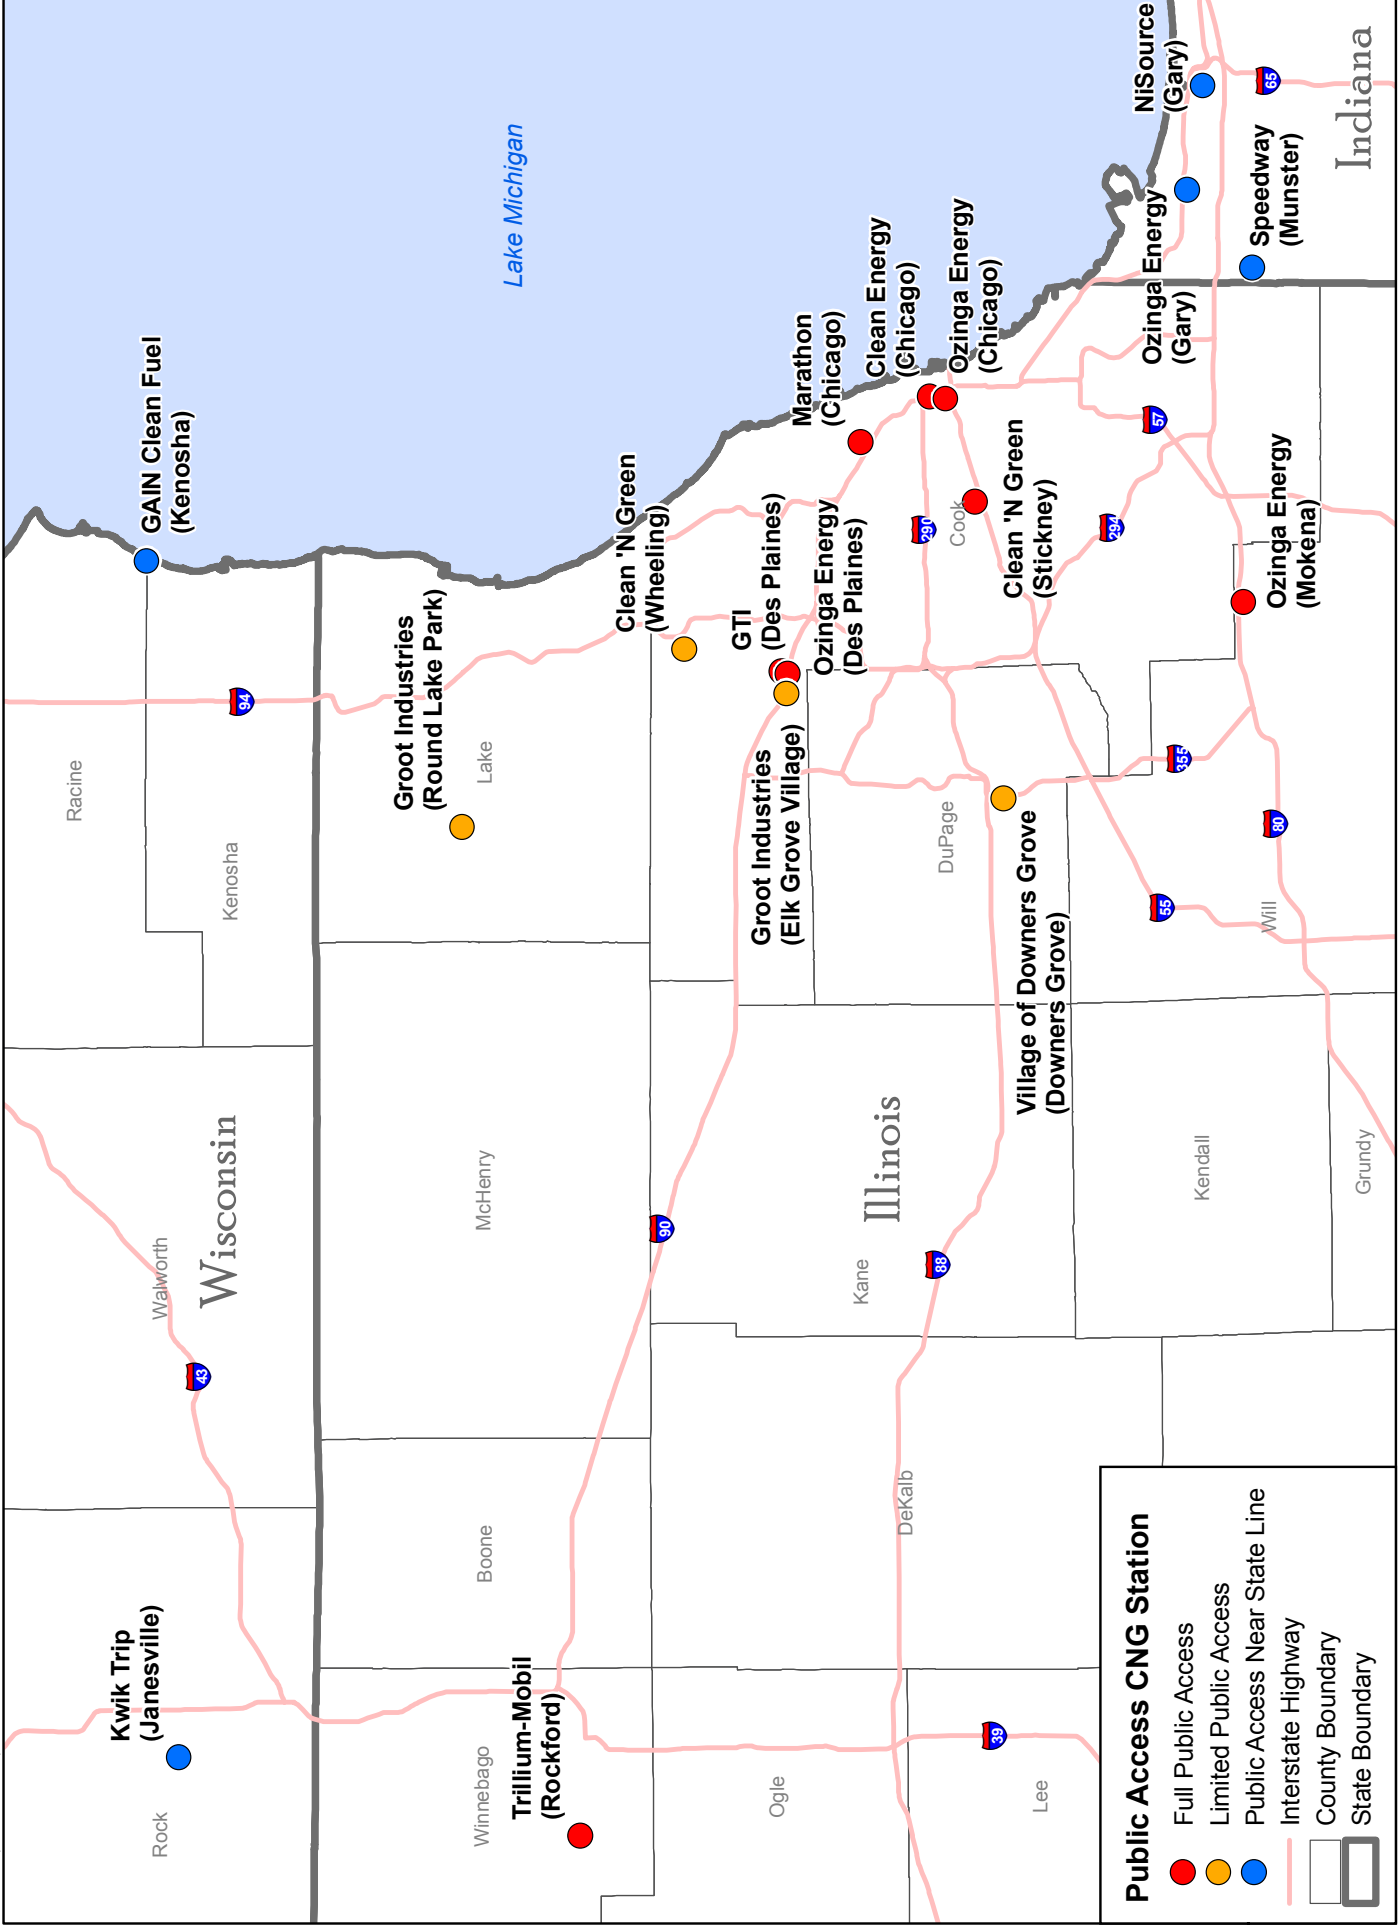 Kwik Trip
(Janesville)
Rock
Walworth
Wisconsin
43
Racine
Kenosha
94
GAIN Clean Fuel
(Kenosha)
Lake Michigan
Winnebago
Trillium-Mobil
(Rockford)
Boone
McHenry
Groot Industries
(Round Lake Park)
Lake
90
Clean 'N Green
(Wheeling)
GTI
(Des Plaines)
Ozinga Energy
(Des Plaines)
Groot Industries
(Elk Grove Village)
Marathon
(Chicago)
Clean Energy
(Chicago)
Ozinga Energy
(Chicago)
Ogle
DeKalb
Kane
Illinois
88
DuPage
290
Cook
Clean 'N Green
(Stickney)
Village of Downers Grove
(Downers Grove)
Lee
39
294
57
355
55
80
Will
Kendall
Grundy
Ozinga Energy
(Mokena)
Ozinga Energy
(Gary)
NiSource
(Gary)
Speedway
(Munster)
65
Indiana
Public Access CNG Station
Full Public Access
Limited Public Access
Public Access Near State Line
Interstate Highway
County Boundary
State Boundary